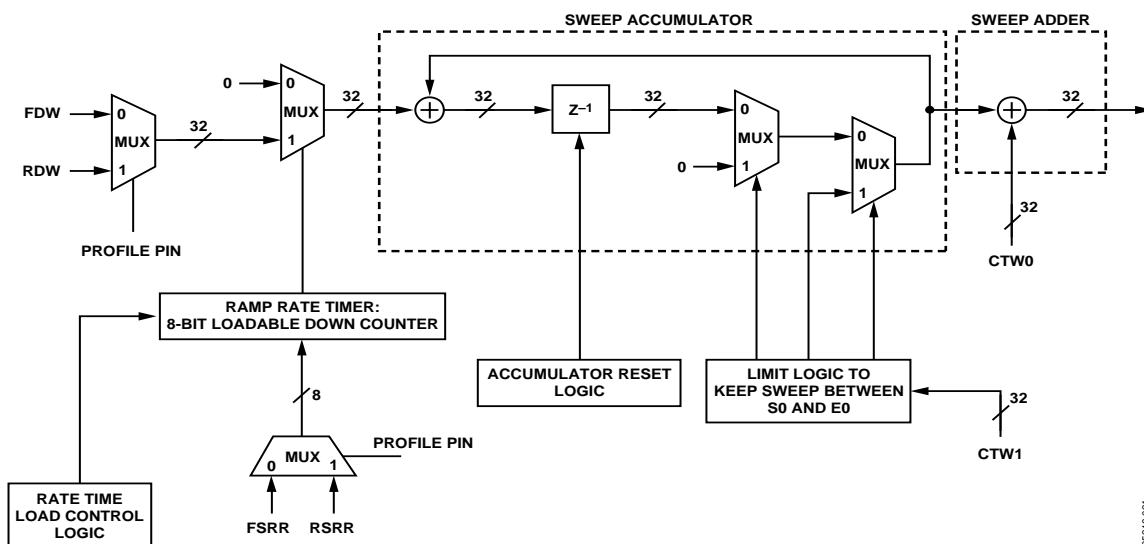 SWEEP ACCUMULATOR
SWEEP ADDER
0
0
MUX
1
32
32
Z–1
32
0
MUX
1
0
0
MUX
1
32
FDW
0
MUX
RDW
1
32
PROFILE PIN
32
CTW0
RAMP RATE TIMER:
8-BIT LOADABLE DOWN COUNTER
ACCUMULATOR RESET
LOGIC
LIMIT LOGIC TO
KEEP SWEEP BETWEEN
S0 AND E0
32
CTW1
8
PROFILE PIN
MUX
0
1
FSRR
RSRR
RATE TIME
LOAD CONTROL
LOGIC